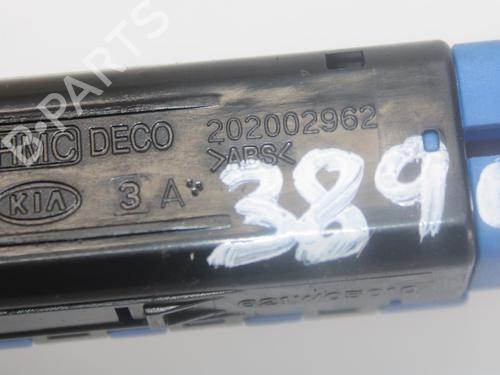 HMC DECO 202002962
>ABS<
KIA 3 A
389
B-PARTS